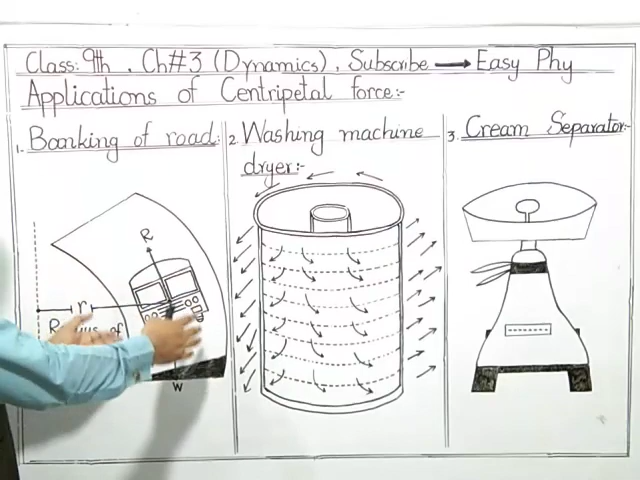 Class: 9th . Ch#3 (Dynamics), Subscribe → Easy Phy
Applications of Centripetal force:-
1. Banking of road:
2. Washing machine
dryer:-
3. Cream Separator:-
R
r
of
W